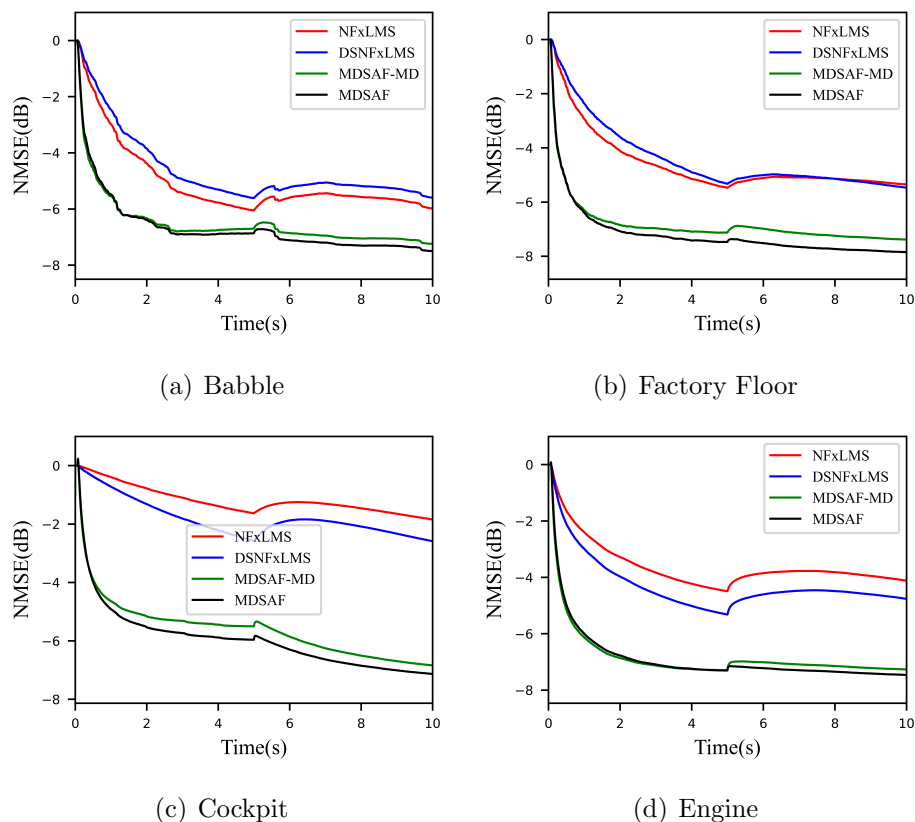 0
−2
−4
−6
−8
NMSE(dB)
0 2 4 6 8 10
Time(s)
NFxLMS
DSNFxLMS
MDSAF-MD
MDSAF
(a) Babble
0
−2
−4
−6
−8
NMSE(dB)
0 2 4 6 8 10
Time(s)
NFxLMS
DSNFxLMS
MDSAF-MD
MDSAF
(b) Factory Floor
0
−2
−4
−6
−8
NMSE(dB)
0 2 4 6 8 10
Time(s)
NFxLMS
DSNFxLMS
MDSAF-MD
MDSAF
(c) Cockpit
0
−2
−4
−6
−8
NMSE(dB)
0 2 4 6 8 10
Time(s)
NFxLMS
DSNFxLMS
MDSAF-MD
MDSAF
(d) Engine